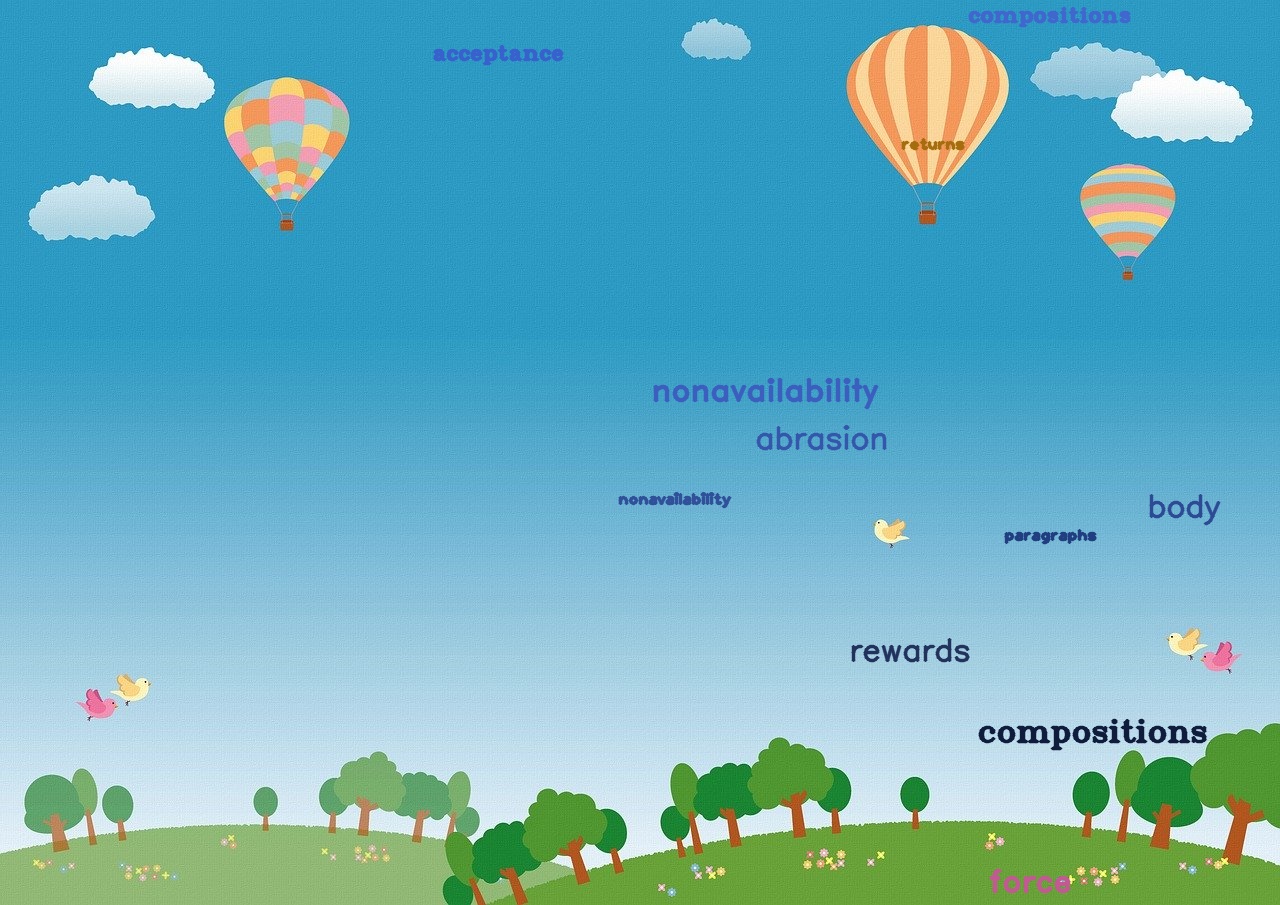 compositions
acceptance
returns
nonavailability
abrasion
nonavailability
body
paragraphs
rewards
compositions
force